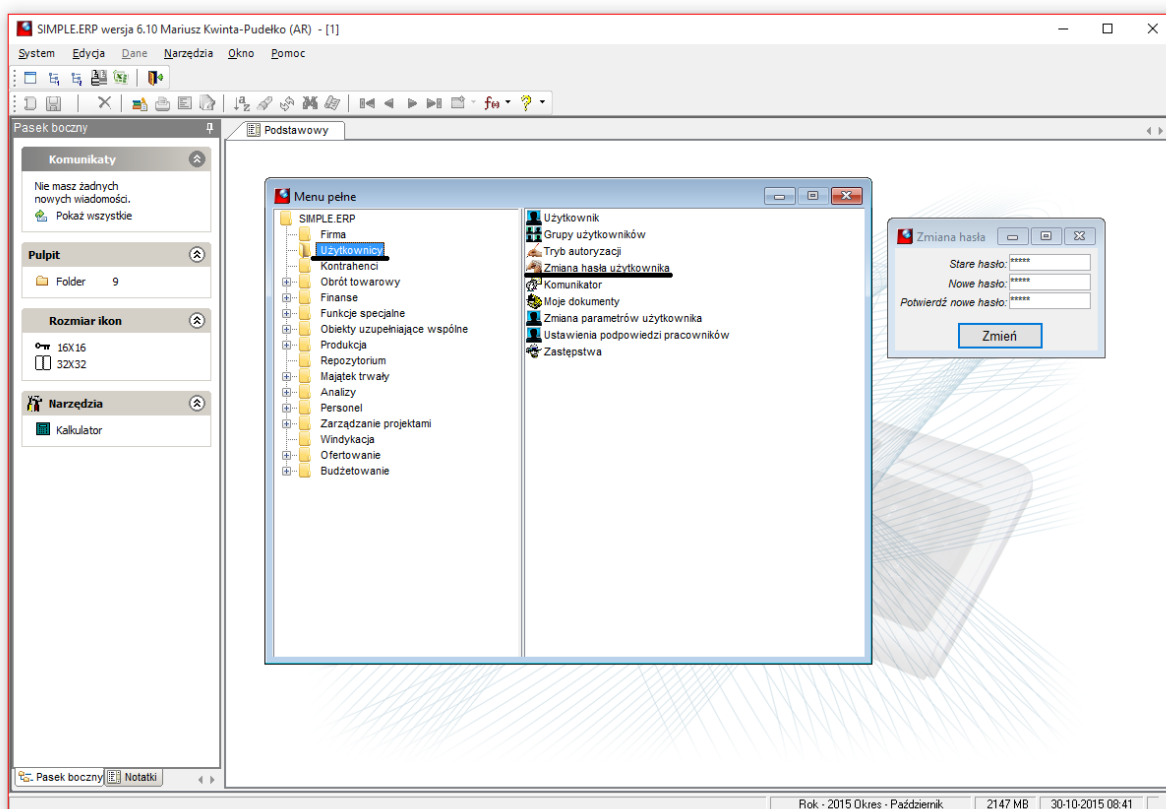 SIMPLE.ERP wersja 6.10 Mariusz Kwinta-Pudełko (AR) - [1]
System Edycja Dane Narzędzia Okno Pomoc
Pasek boczny
Podstawowy
Komunikaty
Nie masz żadnych
nowych wiadomości.
Pokaż wszystkie
Pulpit
Folder 9
Rozmiar ikon
16X16
32X32
Narzędzia
Kalkulator
Menu pełne
SIMPLE.ERP
Firma
Użytkownicy
Kontrahenci
Obrót towarowy
Finanse
Funkcje specjalne
Obiekty uzupełniające wspólne
Produkcja
Repozytorium
Majątek trwały
Analizy
Personel
Zarządzanie projektami
Windykacja
Ofertowanie
Budżetowanie
Użytkownik
Grupy użytkowników
Tryb autoryzacji
Zmiana hasła użytkownika
Komunikator
Moje dokumenty
Zmiana parametrów użytkownika
Ustawienia podpowiedzi pracowników
Zastępstwa
Zmiana hasła
Stare hasło: *****
Nowe hasło: *****
Potwierdź nowe hasło: *****
Zmień
Pasek boczny Notatki
Rok - 2015 Okres - Październik 2147 MB 30-10-2015 08:41